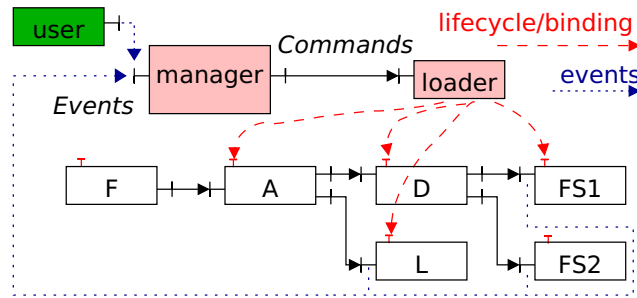 user
Commands
lifecycle/binding
manager
loader
events
Events
F
A
D
FS1
L
FS2